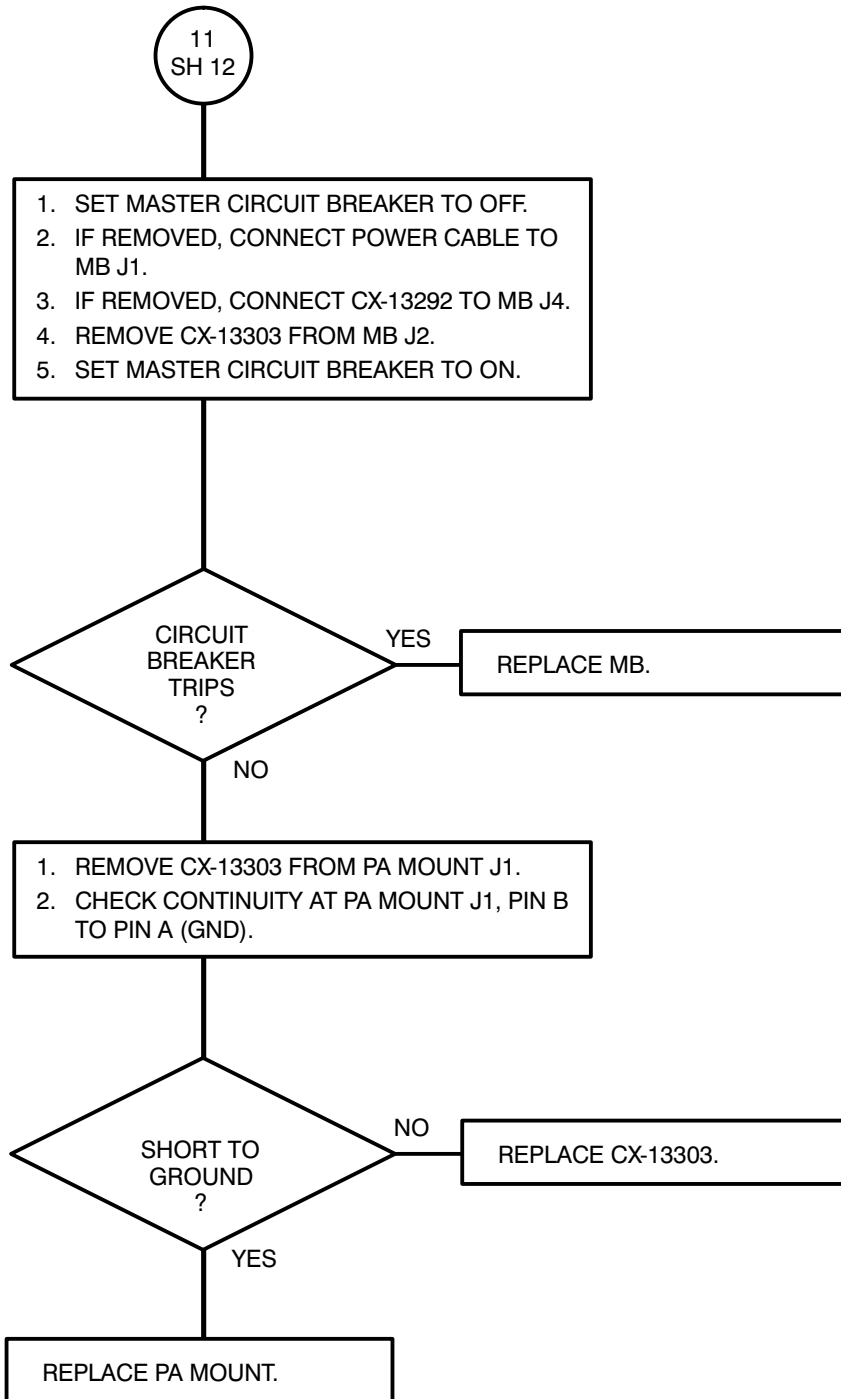 11
SH 12
1. SET MASTER CIRCUIT BREAKER TO OFF.
2. IF REMOVED, CONNECT POWER CABLE TO
MB J1.
3. IF REMOVED, CONNECT CX-13292 TO MB J4.
4. REMOVE CX-13303 FROM MB J2.
5. SET MASTER CIRCUIT BREAKER TO ON.
CIRCUIT
BREAKER
TRIPS
?
YES
REPLACE MB.
NO
1. REMOVE CX-13303 FROM PA MOUNT J1.
2. CHECK CONTINUITY AT PA MOUNT J1, PIN B
TO PIN A (GND).
SHORT TO
GROUND
?
NO
REPLACE CX-13303.
YES
REPLACE PA MOUNT.